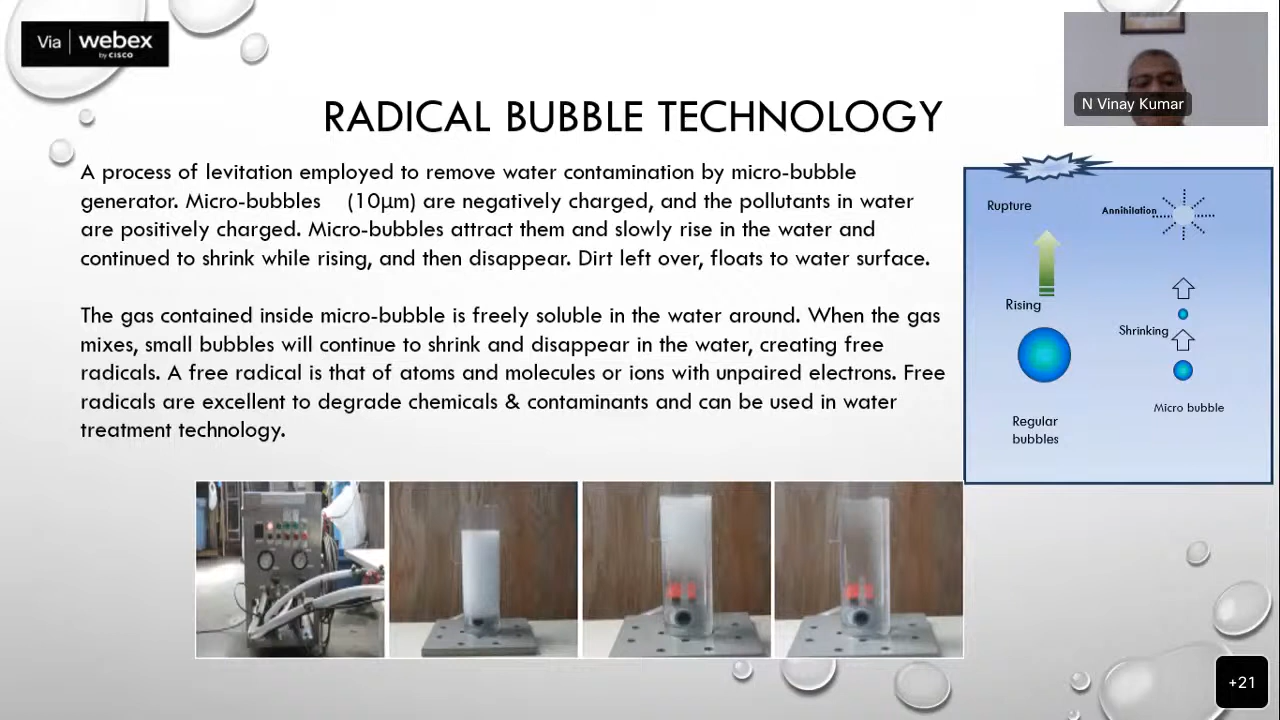 Via webex
by CISCO
N Vinay Kumar
RADICAL BUBBLE TECHNOLOGY
A process of levitation employed to remove water contamination by micro-bubble
generator. Micro-bubbles (10µm) are negatively charged, and the pollutants in water
are positively charged. Micro-bubbles attract them and slowly rise in the water and
continued to shrink while rising, and then disappear. Dirt left over, floats to water surface.
The gas contained inside micro-bubble is freely soluble in the water around. When the gas
mixes, small bubbles will continue to shrink and disappear in the water, creating free
radicals. A free radical is that of atoms and molecules or ions with unpaired electrons. Free
radicals are excellent to degrade chemicals & contaminants and can be used in water
treatment technology.
Rupture
Annihilation
Rising
Shrinking
Micro bubble
Regular
bubbles
+21